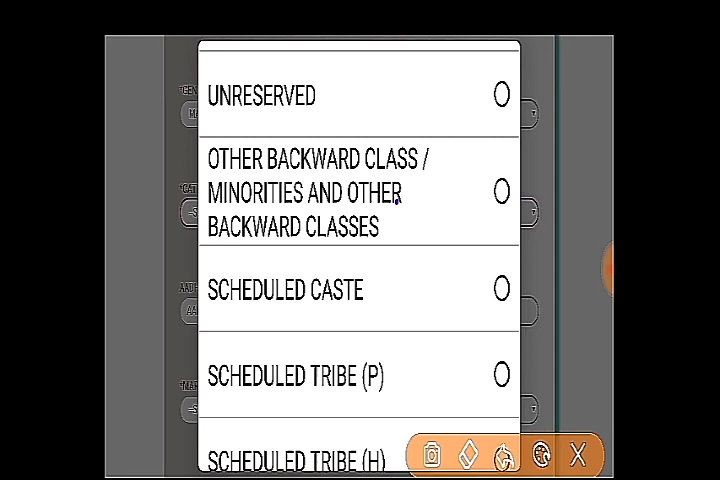 UNRESERVED
OTHER BACKWARD CLASS /
MINORITIES AND OTHER
BACKWARD CLASSES
SCHEDULED CASTE
SCHEDULED TRIBE (P)
SCHEDULED TRIBE (H)